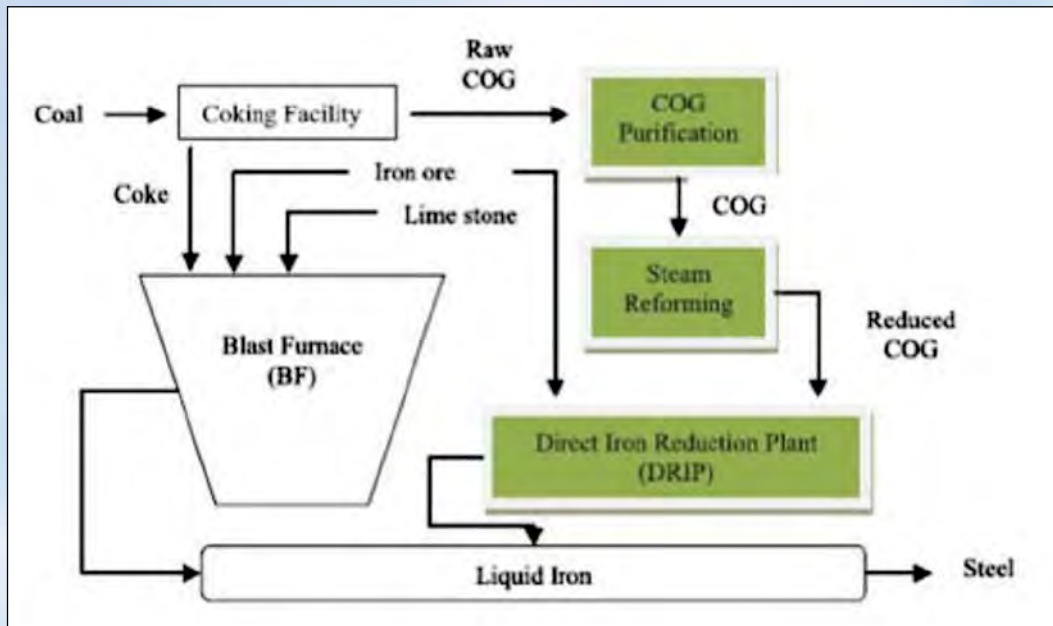 Raw
COG
Coal
Coking Facility
COG
Purification
Coke
Iron ore
Lime stone
COG
Steam
Reforming
Reduced
COG
Blast Furnace
(BF)
Direct Iron Reduction Plant
(DRIP)
Liquid Iron
Steel